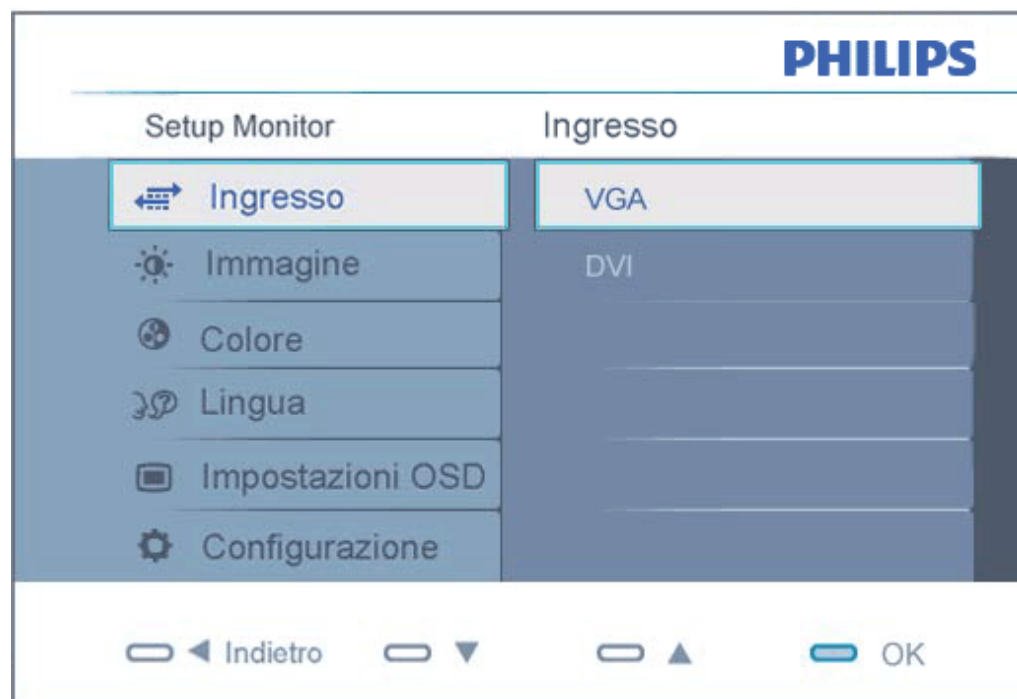 PHILIPS
Setup Monitor Ingresso
Ingresso VGA
Immagine DVI
Colore
Lingua
Impostazioni OSD
Configurazione
Indietro OK